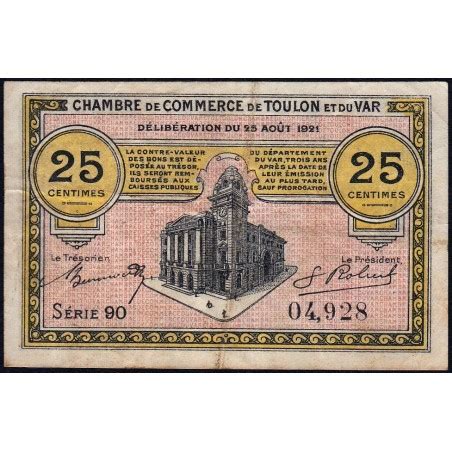 CHAMBRE DE COMMERCE DE TOULON ET DU VAR
DÉLIBÉRATION DU 25 AOÛT 1921
25
CENTIMES
LA CONTRE-VALEUR
DES BONS EST DÉ-
POSÉE AU TRÉSOR.
ILS SERONT REM-
BOURSÉS AUX
CAISSES PUBLIQUES
DU DÉPARTEMENT
DU VAR, TROIS ANS
APRÈS LA DATE DE
LEUR ÉMISSION
AU PLUS TARD,
SAUF PROROGATION
25
CENTIMES
Le Trésorier
Le Président
SÉRIE 90
04,928